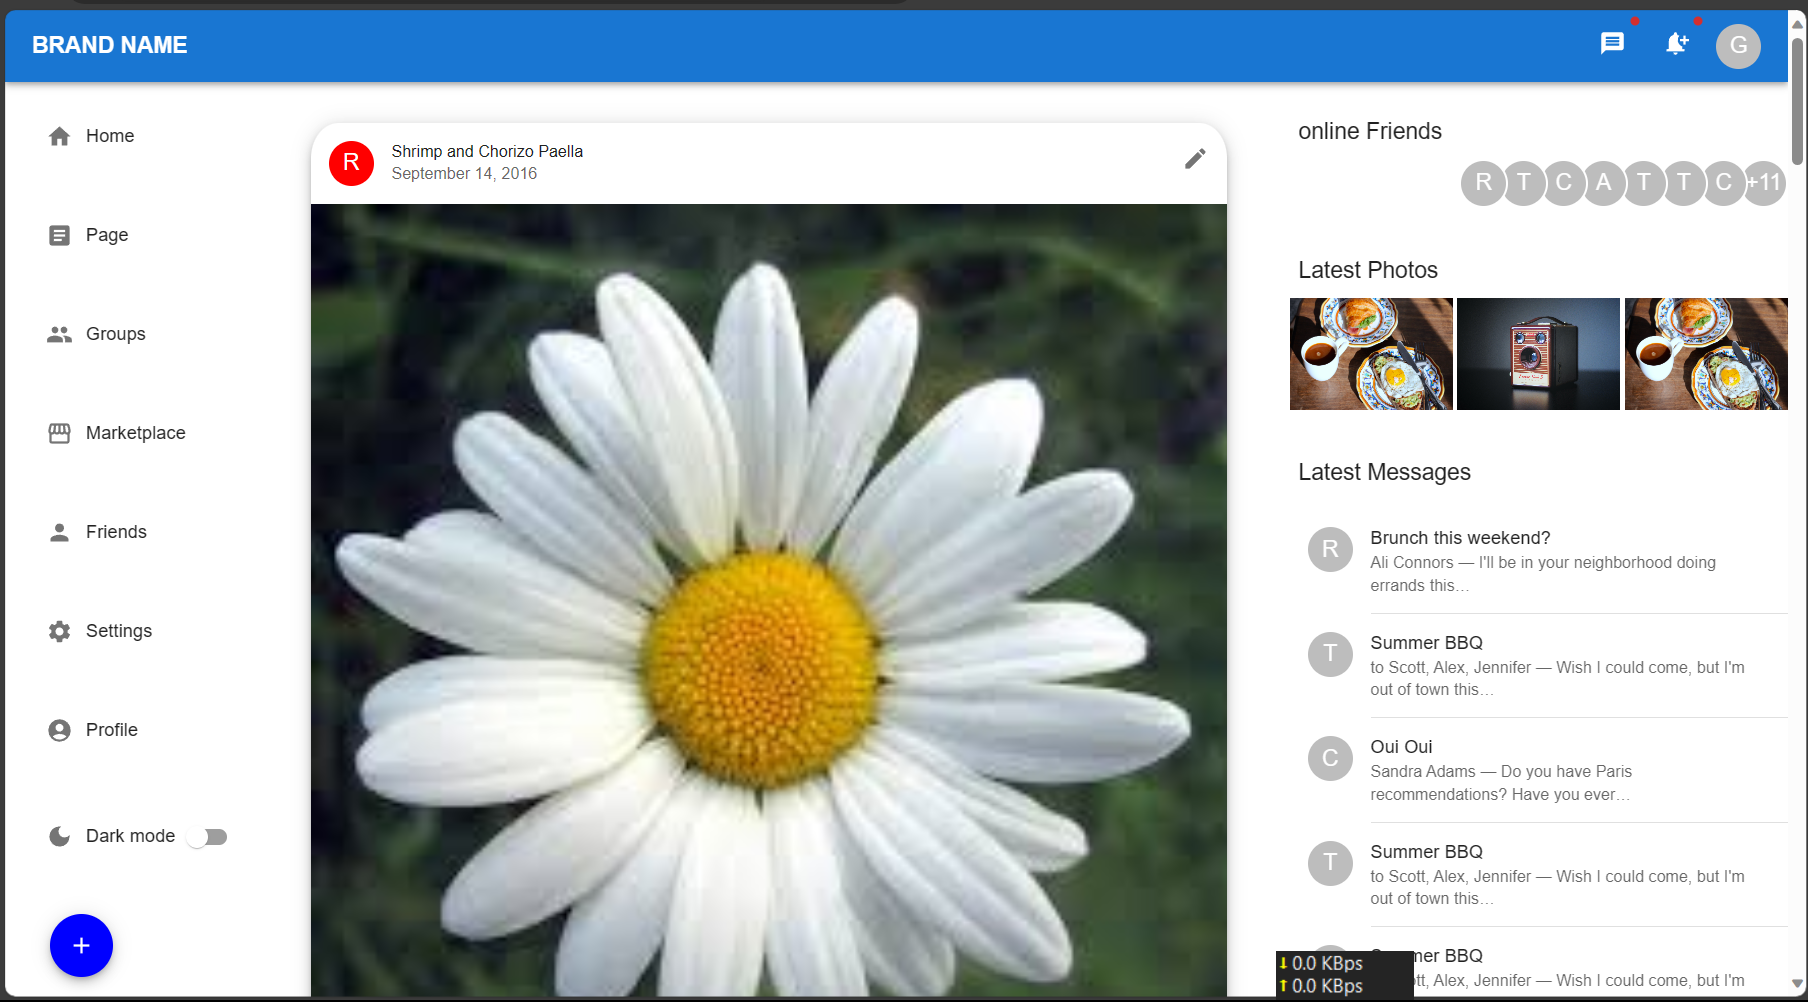 BRAND NAME
G
Home
Page
Groups
Marketplace
Friends
Settings
Profile
Dark mode
+
R
Shrimp and Chorizo Paella
September 14, 2016
online Friends
R T C A T T C +11
Latest Photos
Latest Messages
R
Brunch this weekend?
Ali Connors — I'll be in your neighborhood doing
errands this…
T
Summer BBQ
to Scott, Alex, Jennifer — Wish I could come, but I'm
out of town this…
C
Oui Oui
Sandra Adams — Do you have Paris
recommendations? Have you ever…
T
Summer BBQ
to Scott, Alex, Jennifer — Wish I could come, but I'm
out of town this…
mer BBQ
tt, Alex, Jennifer — Wish I could come, but I'm
0.0 KBps
0.0 KBps